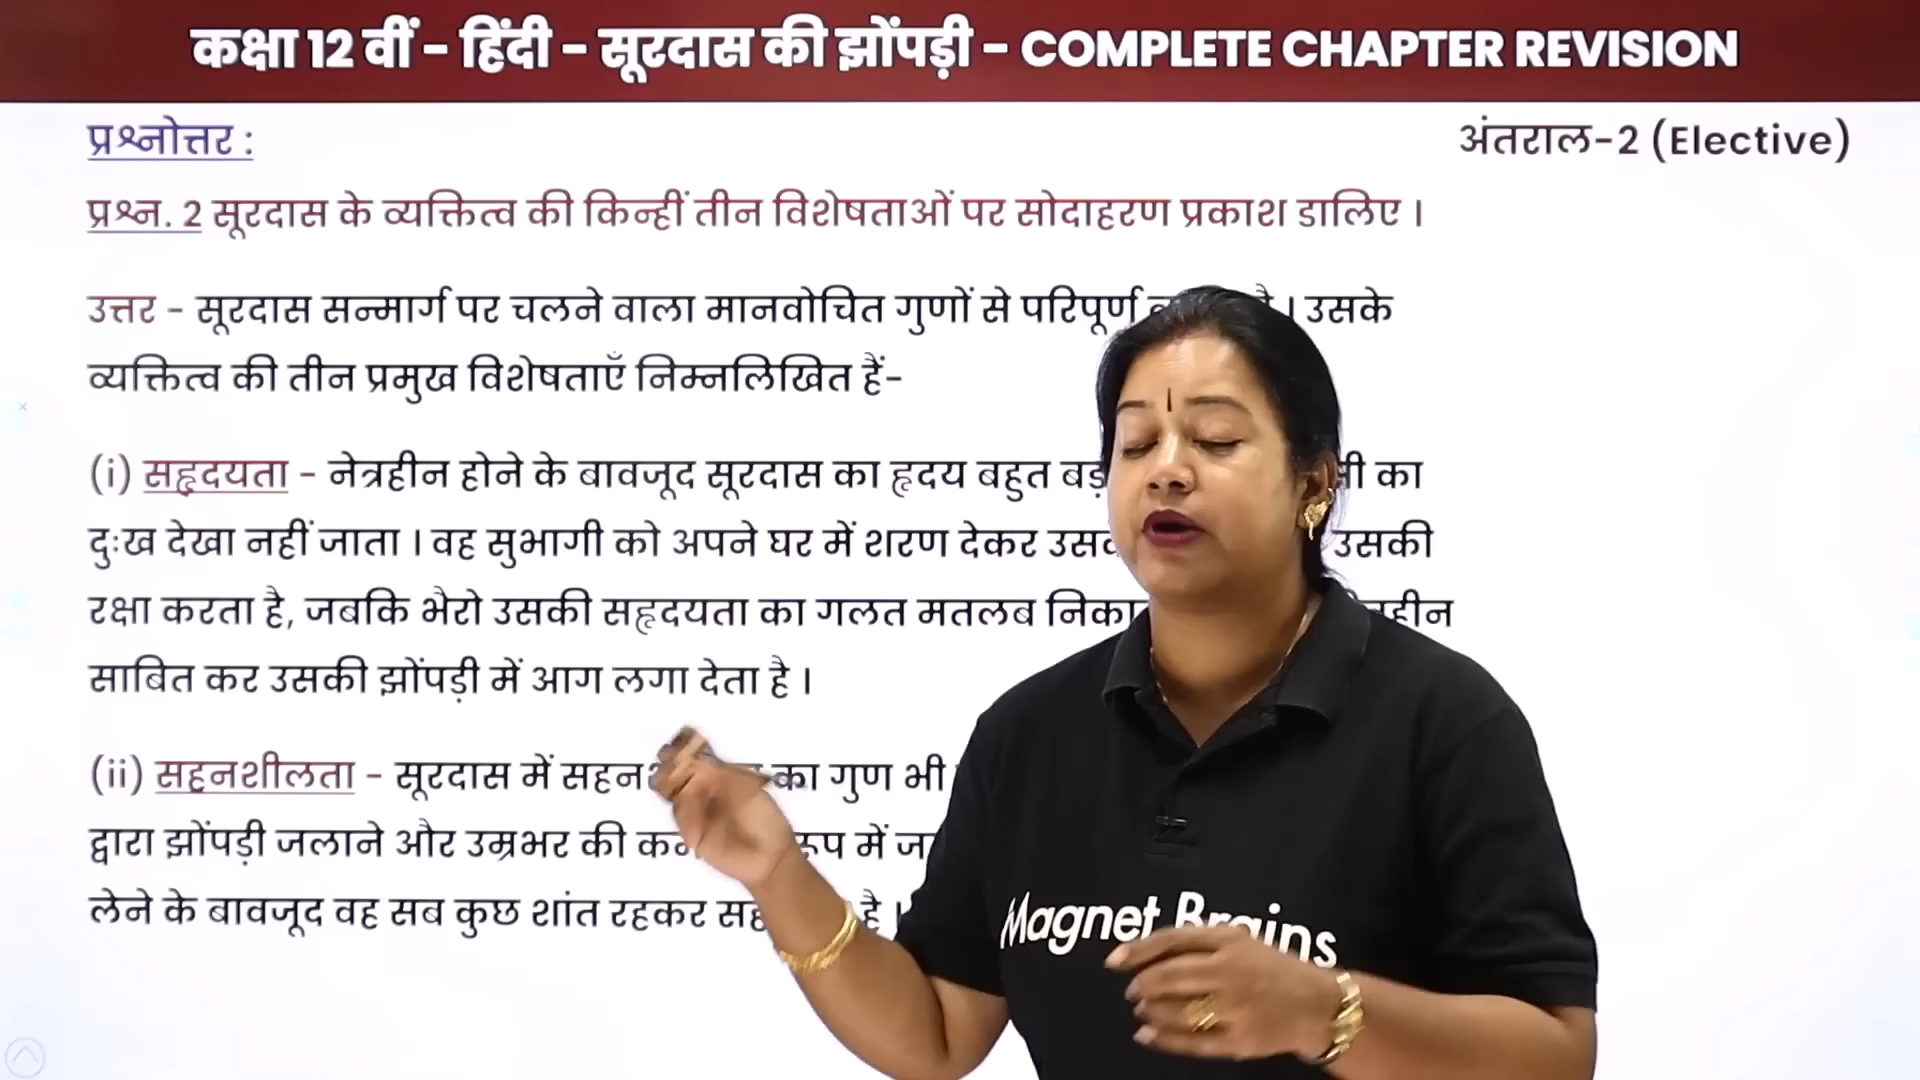 कक्षा 12 वीं - हिंदी - सूरदास की झोंपड़ी - COMPLETE CHAPTER REVISION
प्रश्नोत्तर :
अंतराल-2 (Elective)
प्रश्न. 2 सूरदास के व्यक्तित्व की किन्हीं तीन विशेषताओं पर सोदाहरण प्रकाश डालिए ।
उत्तर - सूरदास सन्मार्ग पर चलने वाला मानवोचित गुणों से परिपूर्ण है । उसके
व्यक्तित्व की तीन प्रमुख विशेषताएँ निम्नलिखित हैं-
(i) सहृदयता - नेत्रहीन होने के बावजूद सूरदास का हृदय बहुत का
दुःख देखा नहीं जाता । वह सुभागी को अपने घर में शरण देकर उसकी
रक्षा करता है, जबकि भैरो उसकी सहृदयता का गलत मतलब
साबित कर उसकी झोंपड़ी में आग लगा देता है ।
(ii) सहनशीलता - सूरदास में का गुण भी
द्वारा झोंपड़ी जलाने और उम्रभर की रूप में
लेने के बावजूद वह सब कुछ शांत रहकर है ।
Magnet Brains